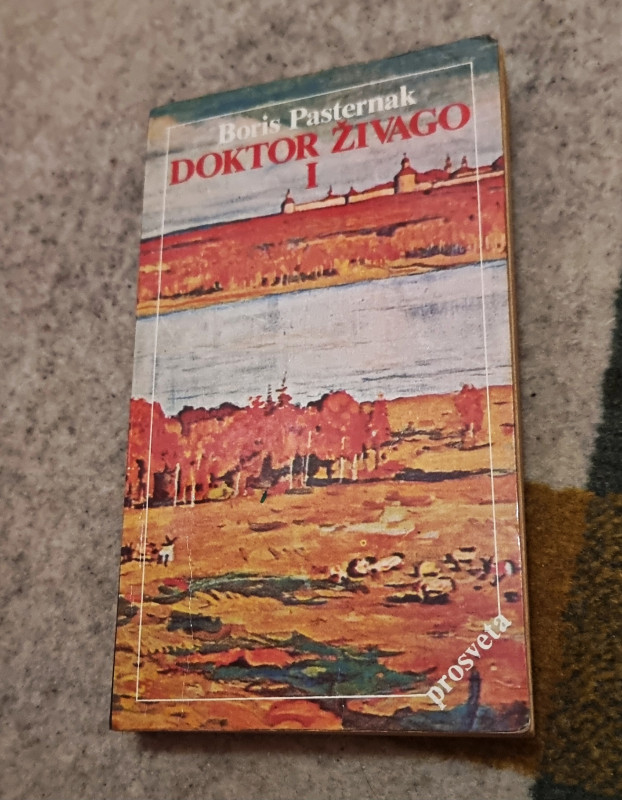 Boris Pasternak
DOKTOR ŽIVAGO
I
prosveta